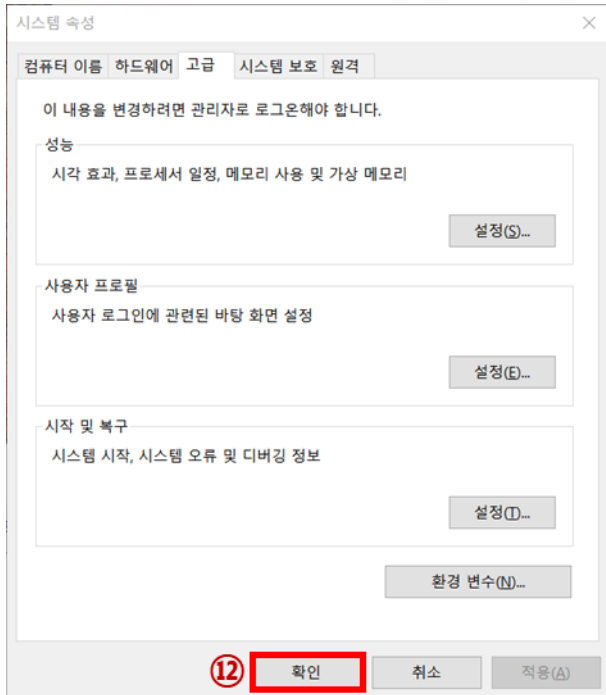 시스템 속성
컴퓨터 이름 하드웨어 고급 시스템 보호 원격
이 내용을 변경하려면 관리자로 로그온해야 합니다.
성능
시각 효과, 프로세서 일정, 메모리 사용 및 가상 메모리
설정(S)...
사용자 프로필
사용자 로그인에 관련된 바탕 화면 설정
설정(E)...
시작 및 복구
시스템 시작, 시스템 오류 및 디버깅 정보
설정(T)...
환경 변수(N)...
⑫ 확인 취소 적용(A)